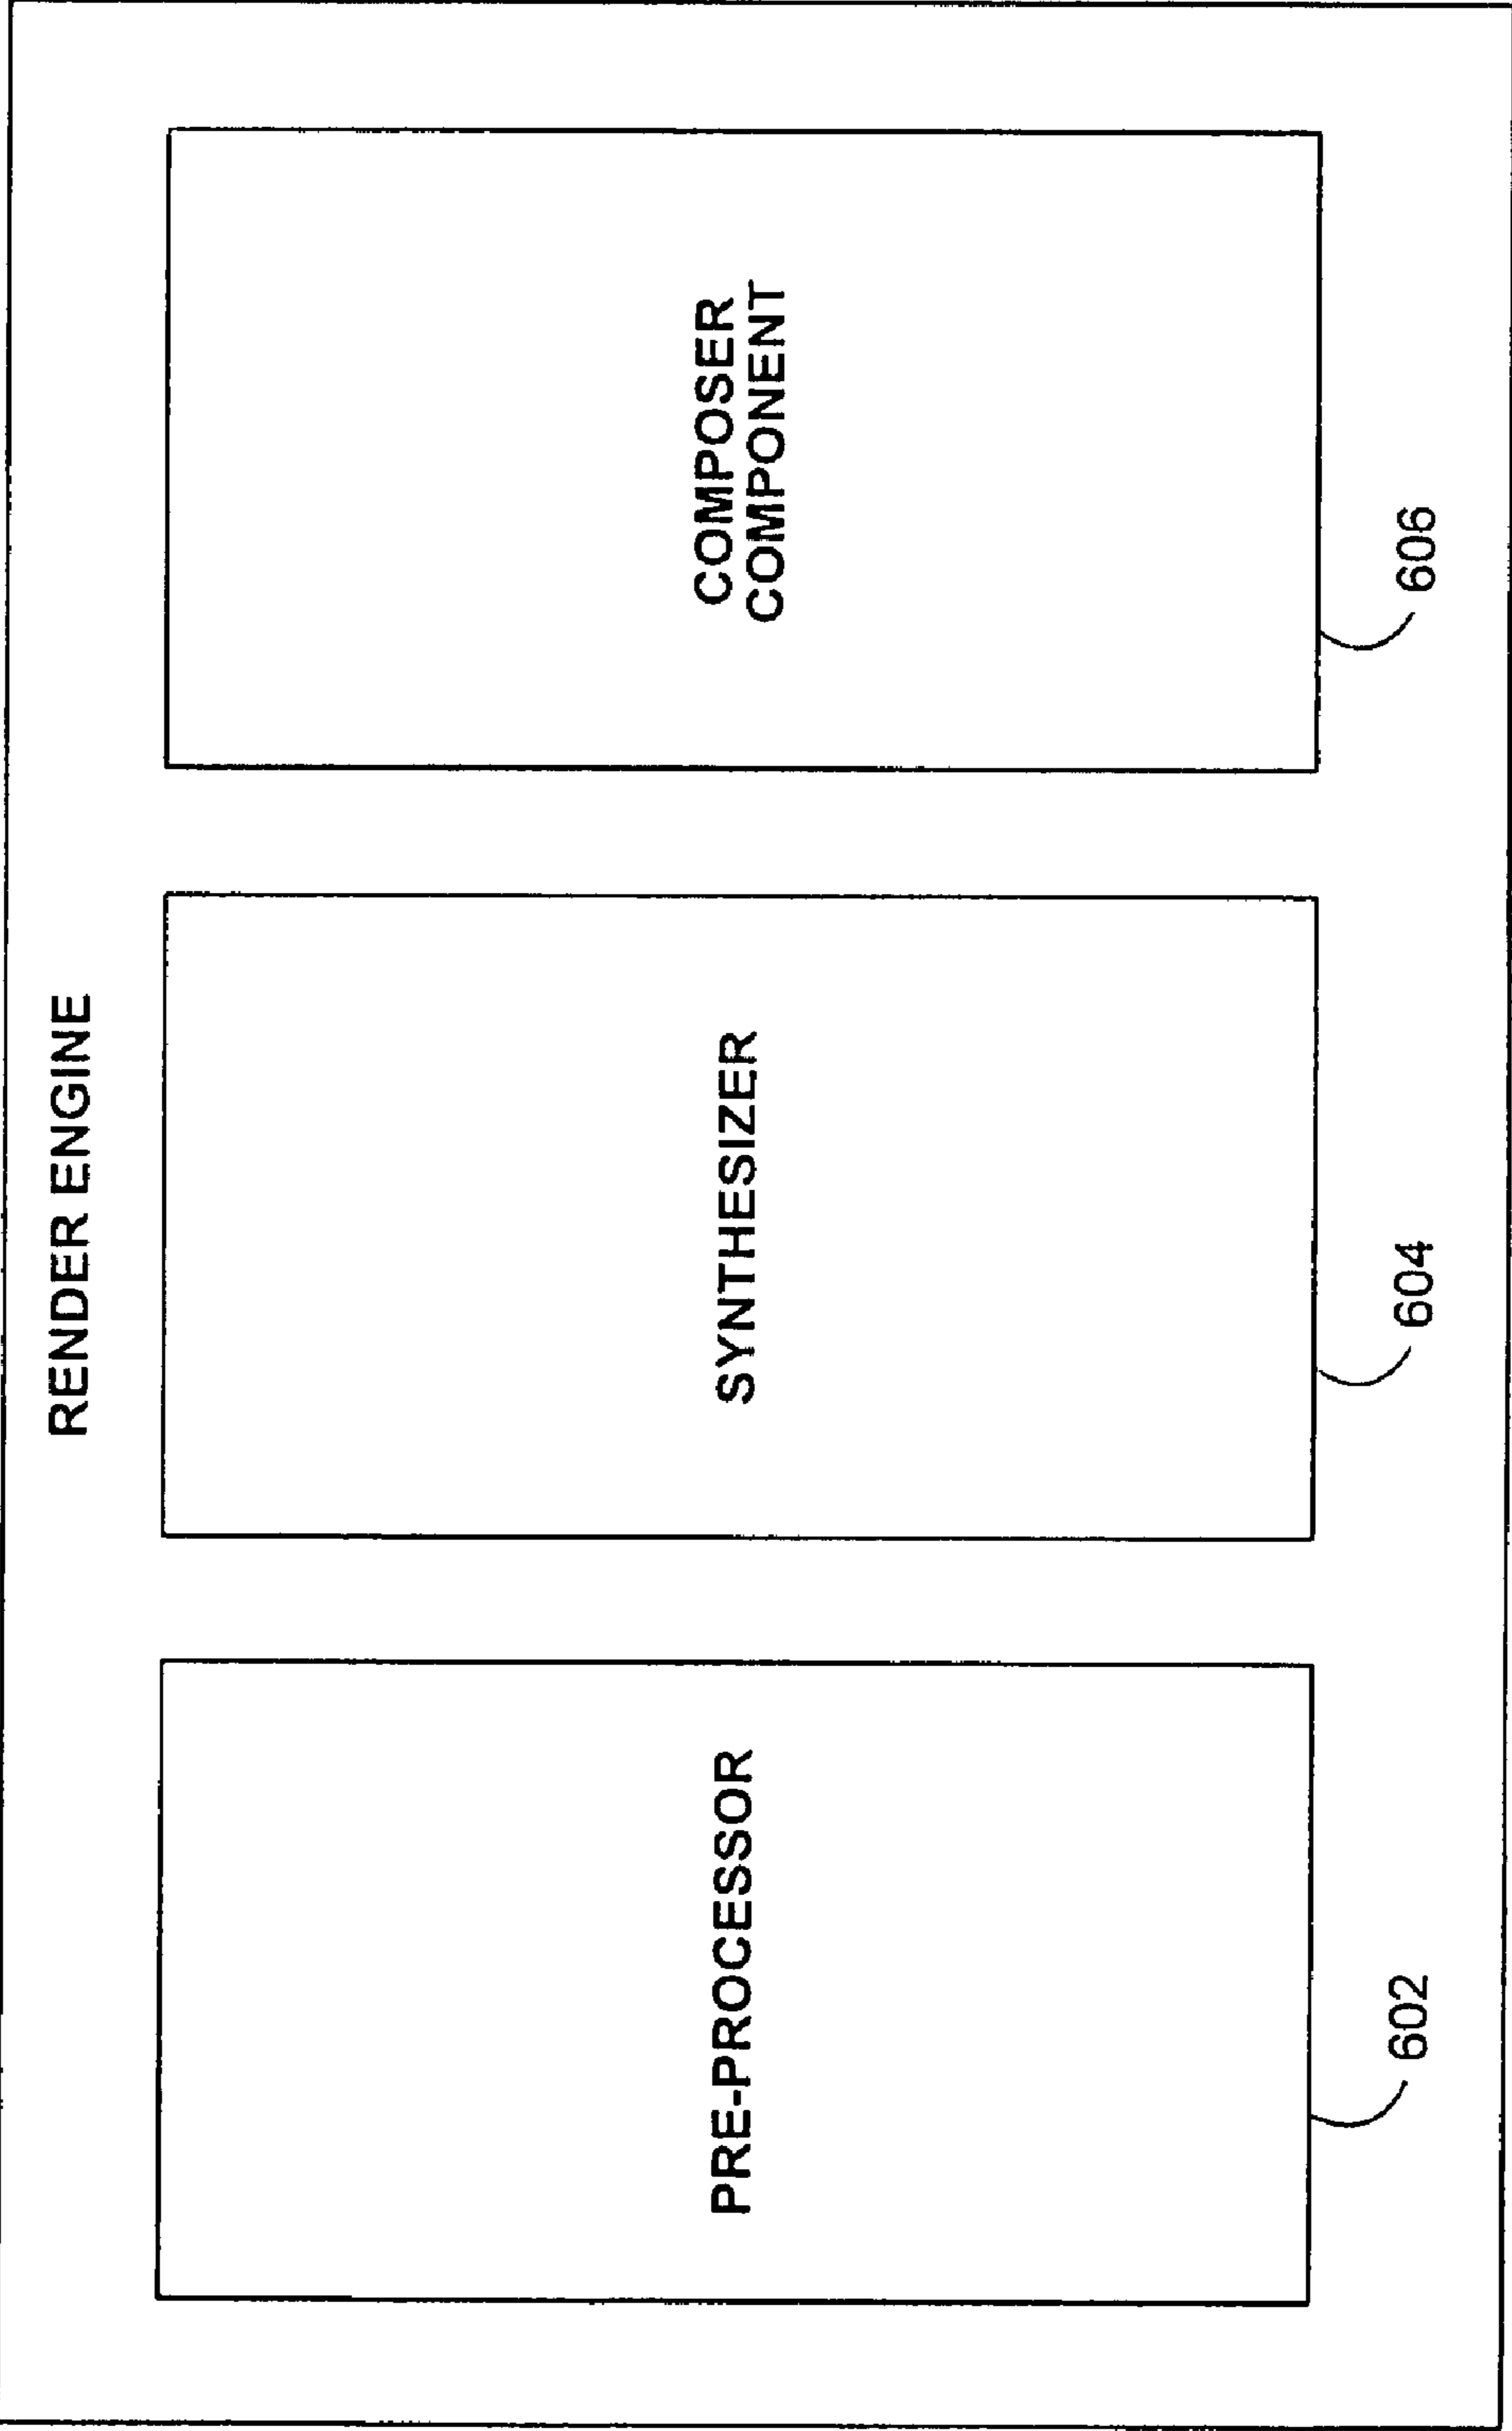 RENDER ENGINE
PRE-PROCESSOR
SYNTHESIZER
COMPOSER
COMPONENT
602
604
606